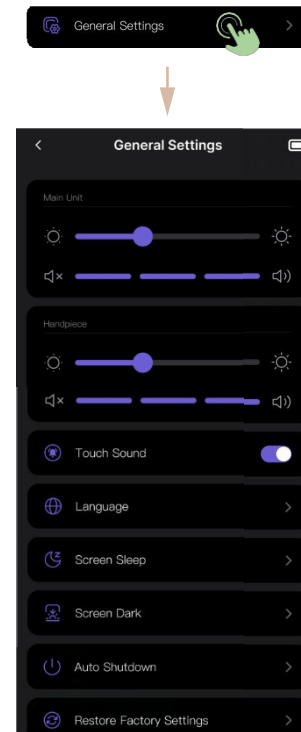 General Settings
General Settings
Main Unit
Handpiece
Touch Sound
Language
Screen Sleep
Screen Dark
Auto Shutdown
Restore Factory Settings